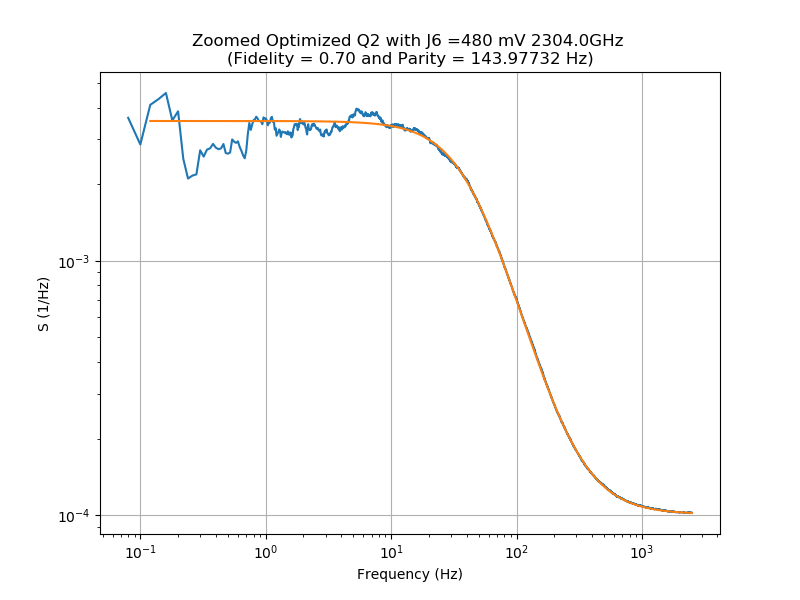 Zoomed Optimized Q2 with J6 =480 mV 2304.0GHz
(Fidelity = 0.70 and Parity = 143.97732 Hz)
S (1/Hz)
10⁻³
10⁻⁴
10⁻¹ 10⁰ 10¹ 10² 10³
Frequency (Hz)